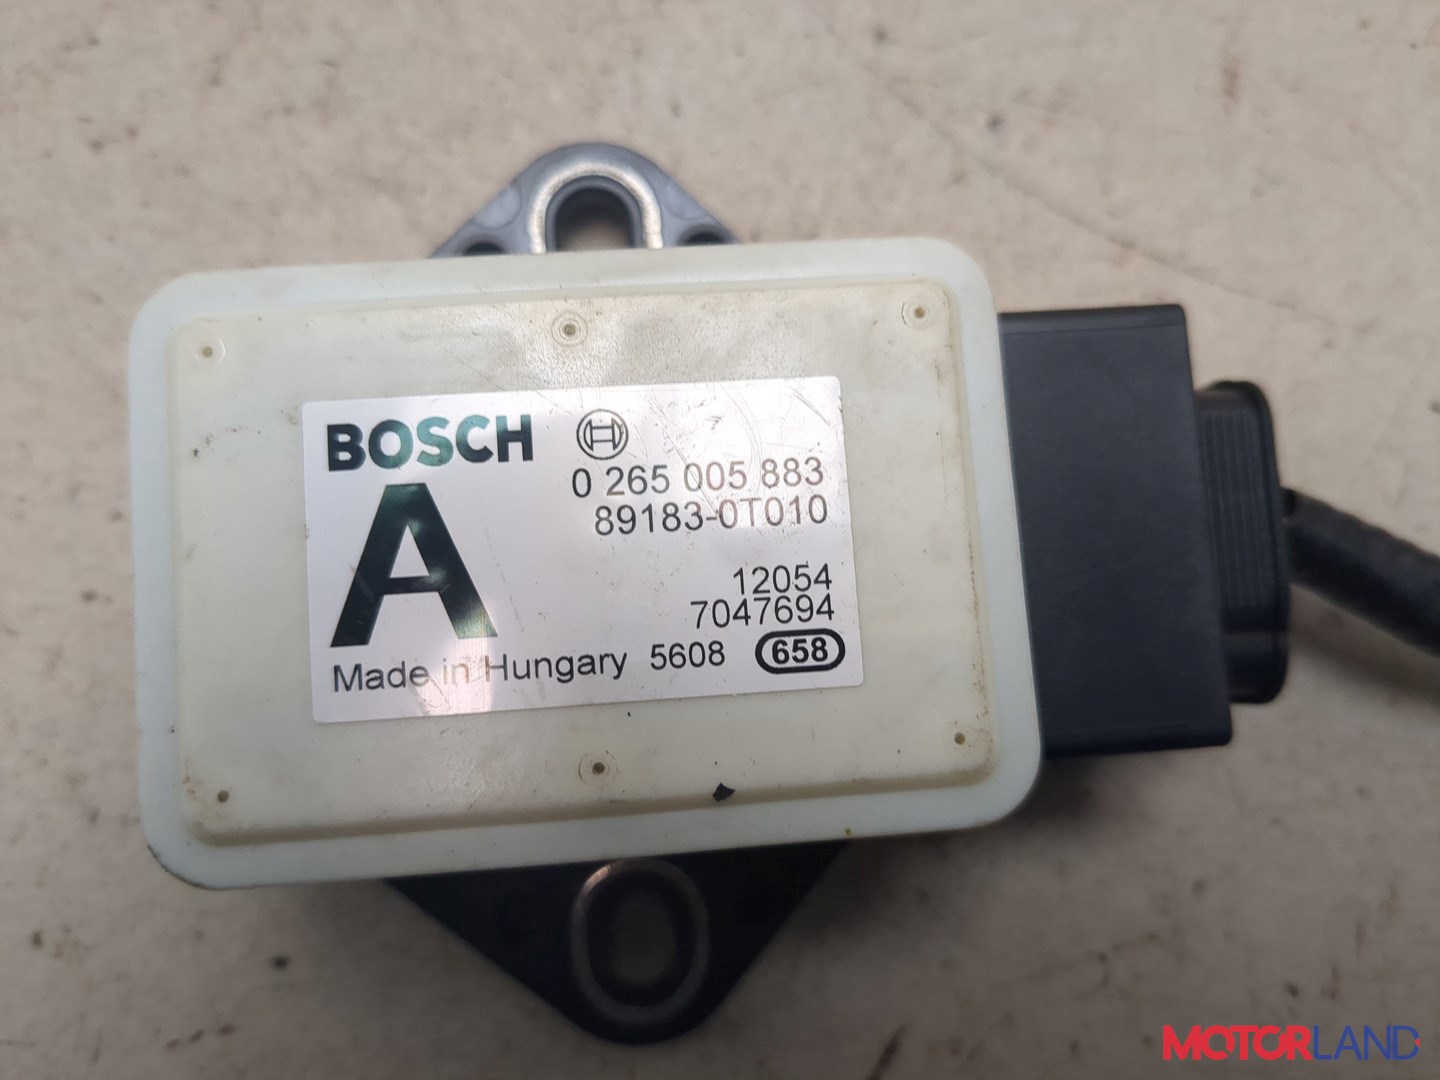 BOSCH
0 265 005 883
89183-0T010
A
12054
7047694
Made in Hungary 5608 658
MOTORLAND